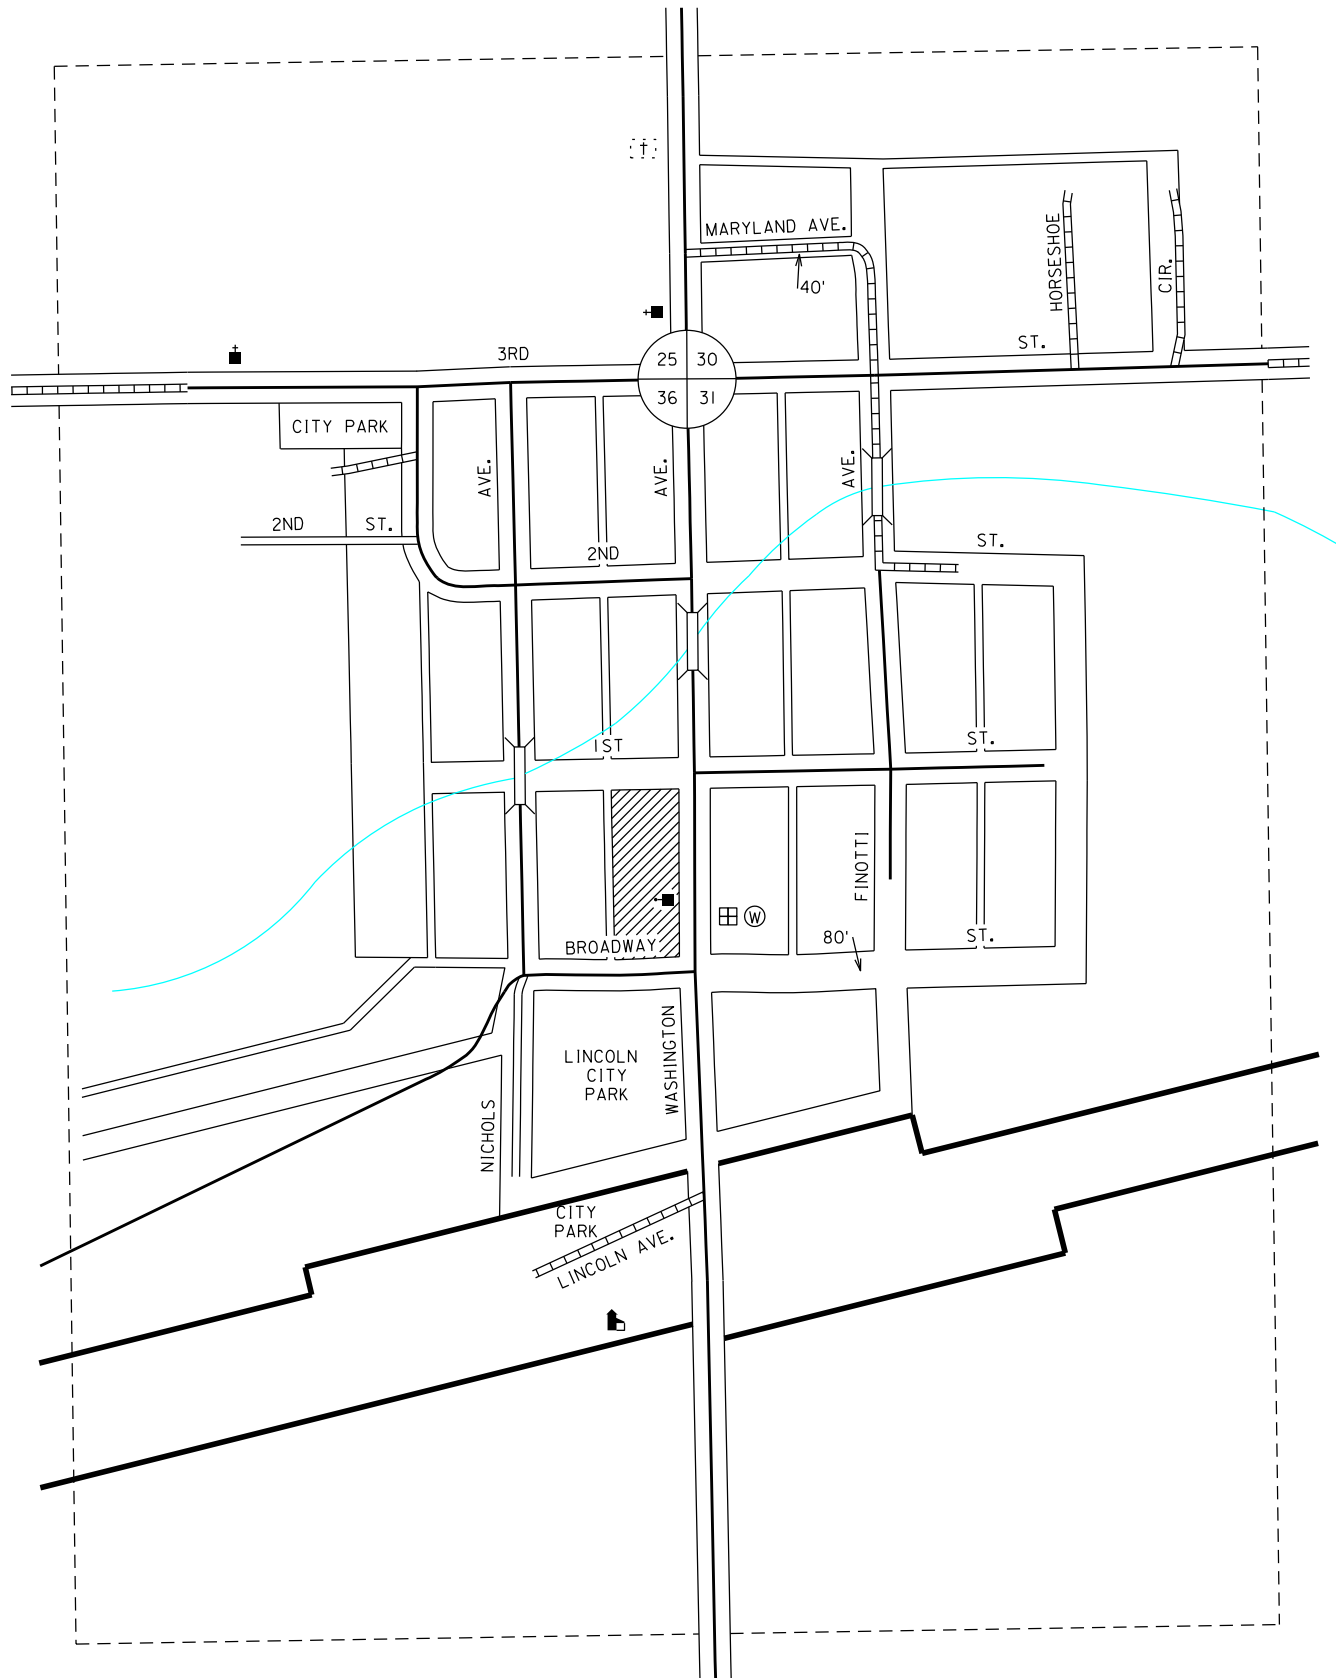 MARYLAND AVE.
40'
HORSESHOE
CIR.
3RD
ST.
25 30
36 31
CITY PARK
AVE.
AVE.
AVE.
2ND
ST.
2ND
ST.
1ST
ST.
FINOTTI
W
BROADWAY
80'
ST.
LINCOLN
CITY
PARK
WASHINGTON
NICHOLS
CITY
PARK
LINCOLN AVE.